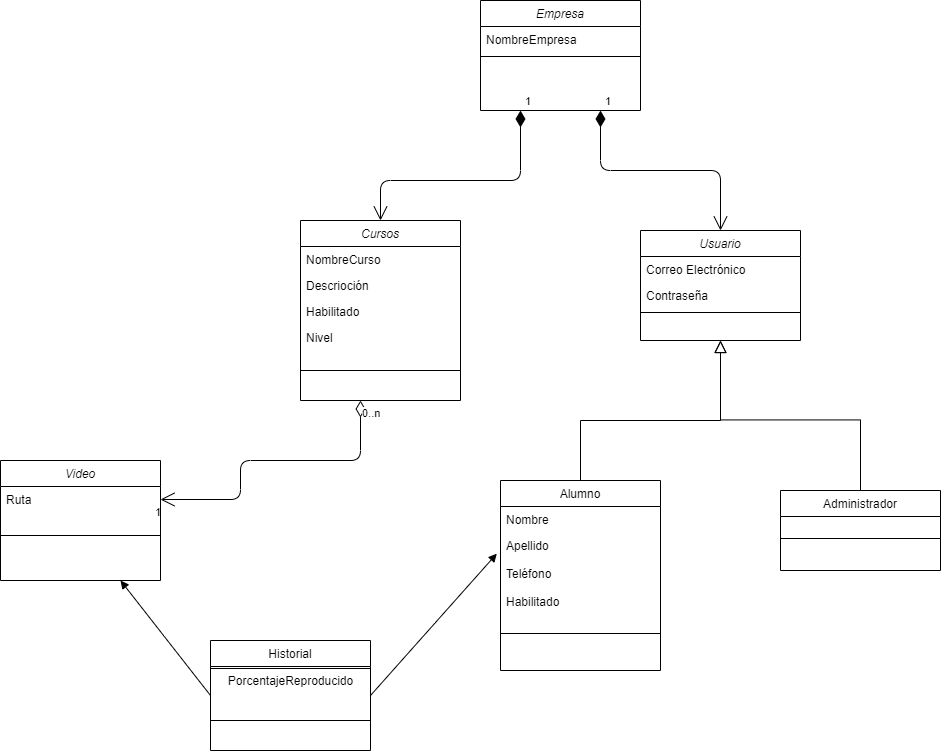 Empresa
NombreEmpresa
1
1
Cursos
NombreCurso
Descrioción
Habilitado
Nivel
0..n
Usuario
Correo Electrónico
Contraseña
Video
Ruta
1
Alumno
Nombre
Apellido
Teléfono
Habilitado
Administrador
Historial
PorcentajeReproducido